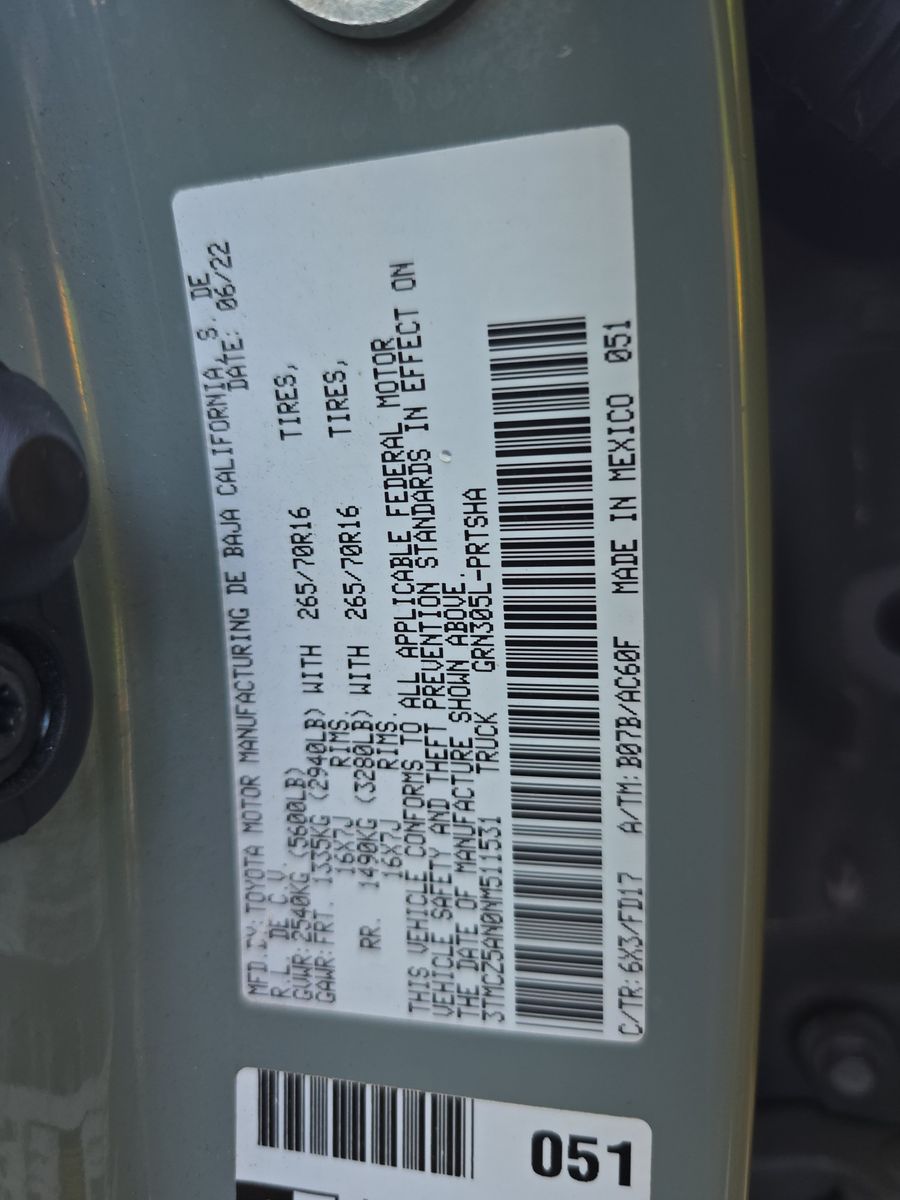 MFD.BY:TOYOTA MOTOR MANUFACTURING DE BAJA CALIFORNIA, S. DE
R.L. DE C.V. DATE: 06/22
GVWR:2540KG (5600LB)
GAWR:FRT. 1335KG (2940LB) WITH 265/70R16 TIRES,
16X7J RIMS,
RR. 1490KG (3280LB) WITH 265/70R16 TIRES,
16X7J RIMS.
THIS VEHICLE CONFORMS TO ALL APPLICABLE FEDERAL MOTOR
VEHICLE SAFETY AND THEFT PREVENTION STANDARDS IN EFFECT ON
THE DATE OF MANUFACTURE SHOWN ABOVE.
3TMCZ5AN0NM511531 TRUCK GRN305L-PRTSHA
C/TR:6X3/FD17 A/TM:B07B/AC60F MADE IN MEXICO 051
051